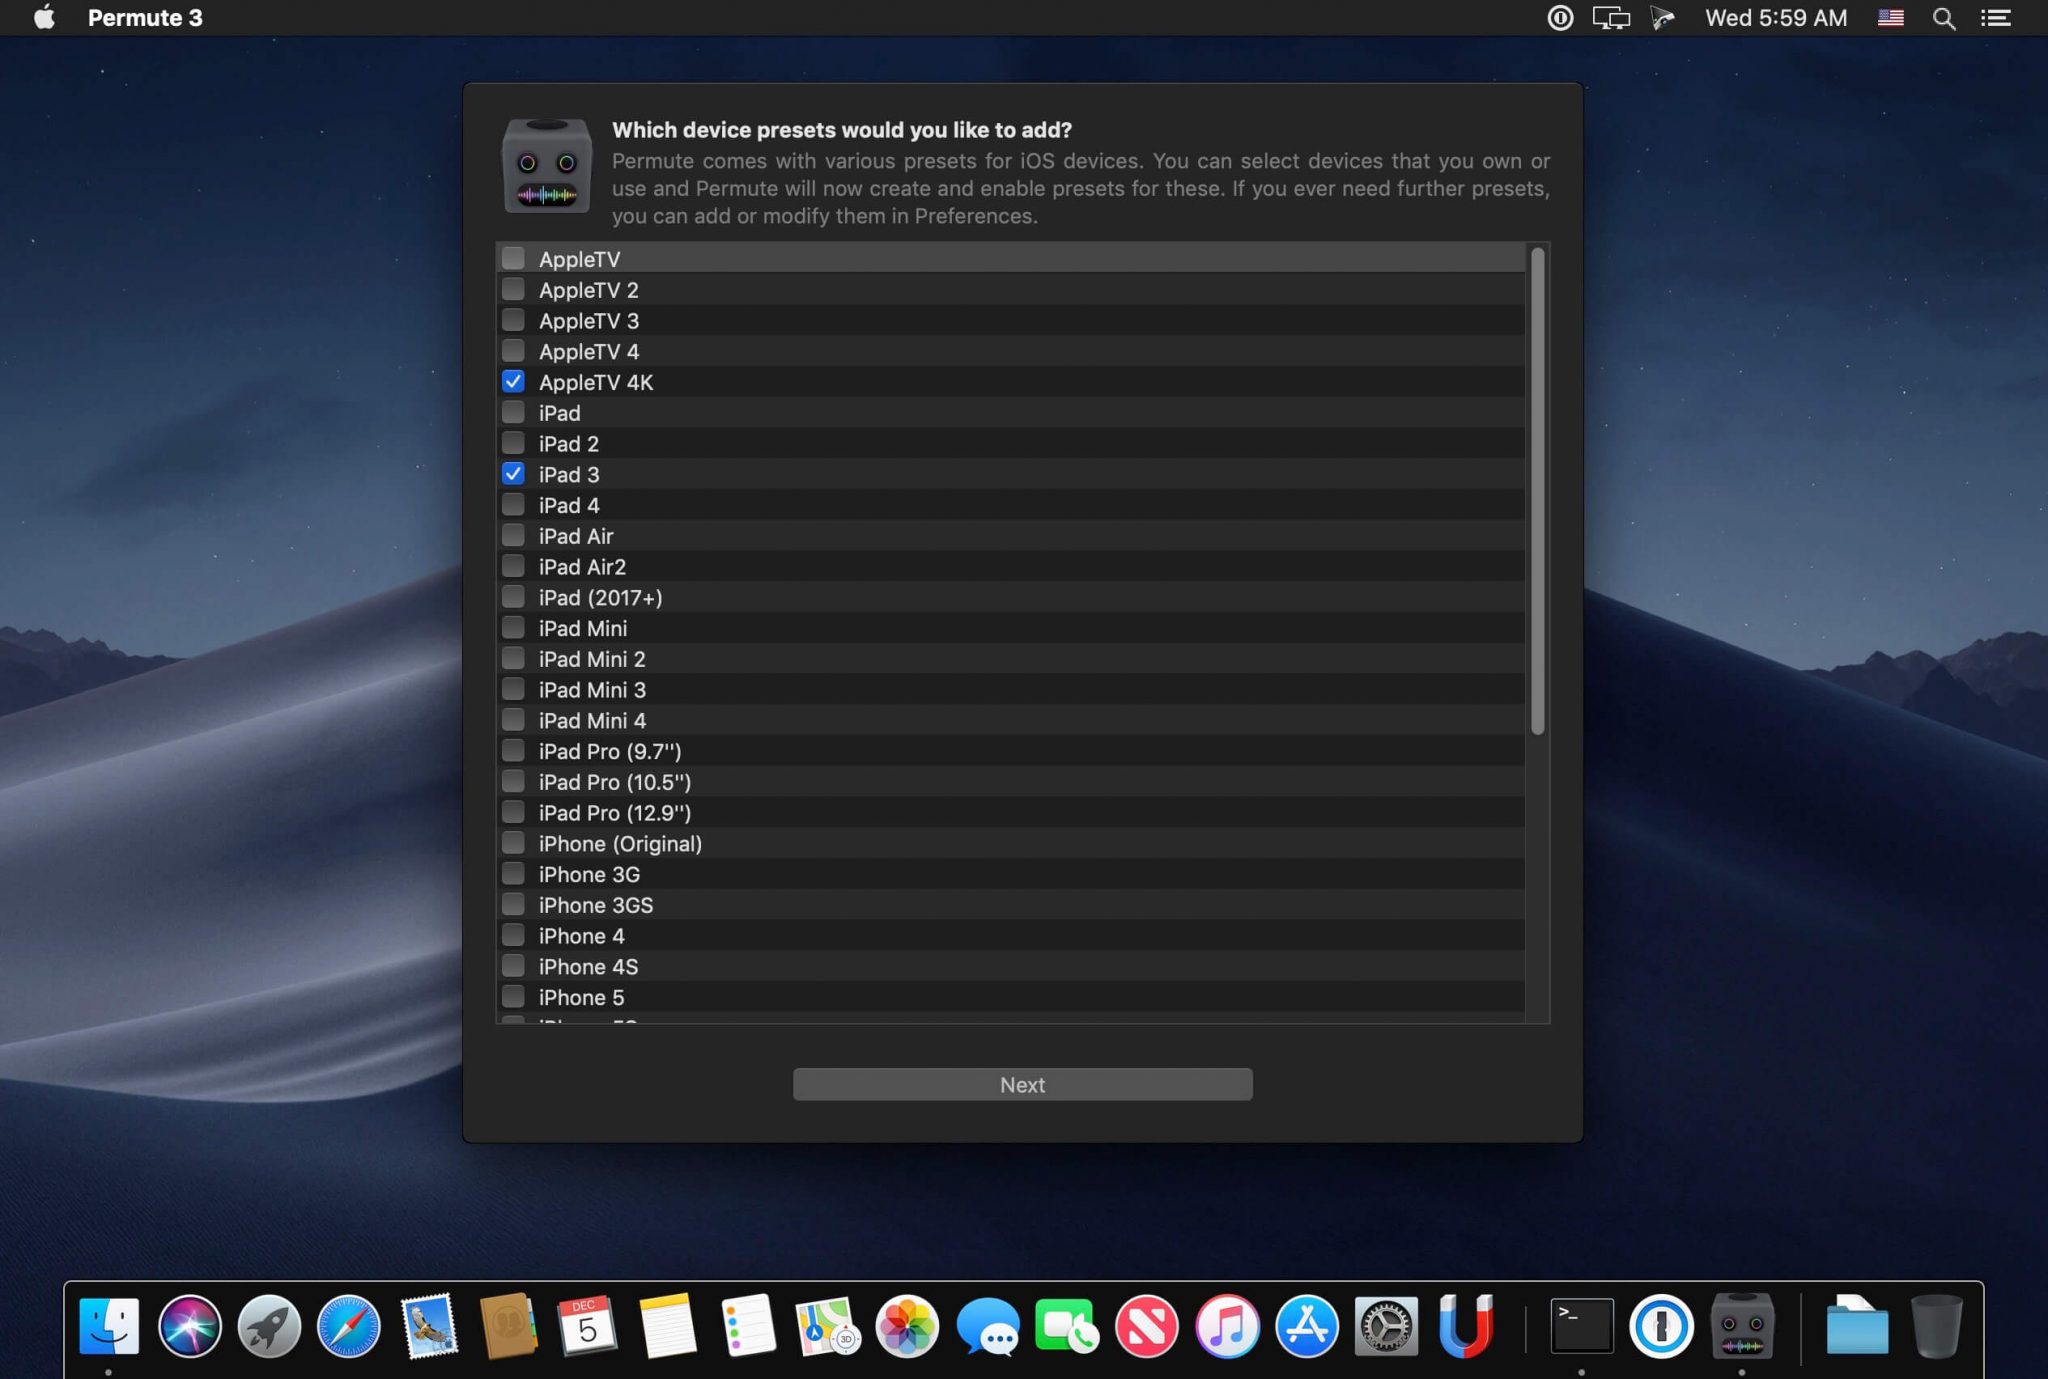 Permute 3
Wed 5:59 AM
Which device presets would you like to add?
Permute comes with various presets for iOS devices. You can select devices that you own or
use and Permute will now create and enable presets for these. If you ever need further presets,
you can add or modify them in Preferences.
AppleTV
AppleTV 2
AppleTV 3
AppleTV 4
AppleTV 4K
iPad
iPad 2
iPad 3
iPad 4
iPad Air
iPad Air2
iPad (2017+)
iPad Mini
iPad Mini 2
iPad Mini 3
iPad Mini 4
iPad Pro (9.7'')
iPad Pro (10.5'')
iPad Pro (12.9'')
iPhone (Original)
iPhone 3G
iPhone 3GS
iPhone 4
iPhone 4S
iPhone 5
Next
DEC
5
3D
>_